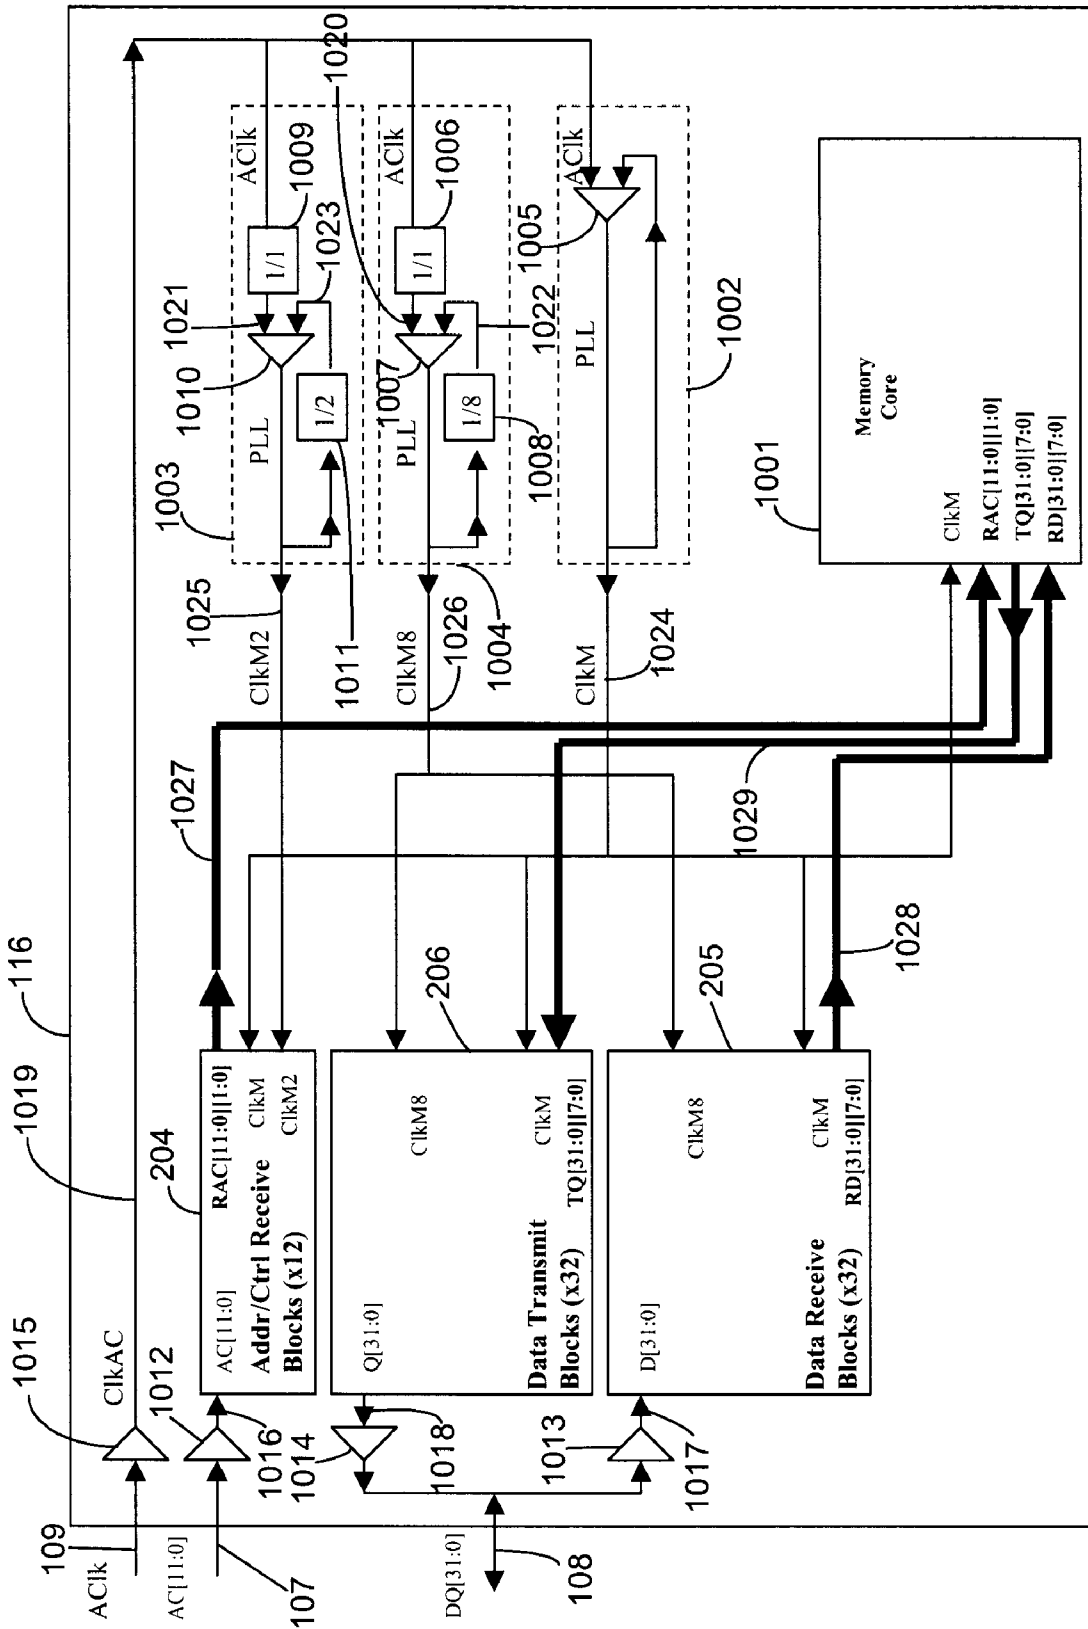 116
109
AClk
1015
ClkAC
1019
1020
AC[11:0]
107
1012
1016
204
AC[11:0]
RAC[11:0][1:0]
Addr/Ctrl Receive
Blocks (x12)
ClkM
ClkM2
1027
1025
ClkM2
1003
PLL
1010
1021
1/1
AClk
1009
1023
1/2
1011
1014
1018
Q[31:0]
ClkM8
206
Data Transmit
Blocks (x32)
ClkM
TQ[31:0][7:0]
ClkM8
1026
1004
PLL
1007
1/1
AClk
1006
1022
1/8
1008
DQ[31:0]
108
1013
1017
D[31:0]
ClkM8
205
Data Receive
Blocks (x32)
ClkM
RD[31:0][7:0]
1028
1029
ClkM
1024
PLL
AClk
1005
1002
1001
Memory
Core
ClkM
RAC[11:0][1:0]
TQ[31:0][7:0]
RD[31:0][7:0]